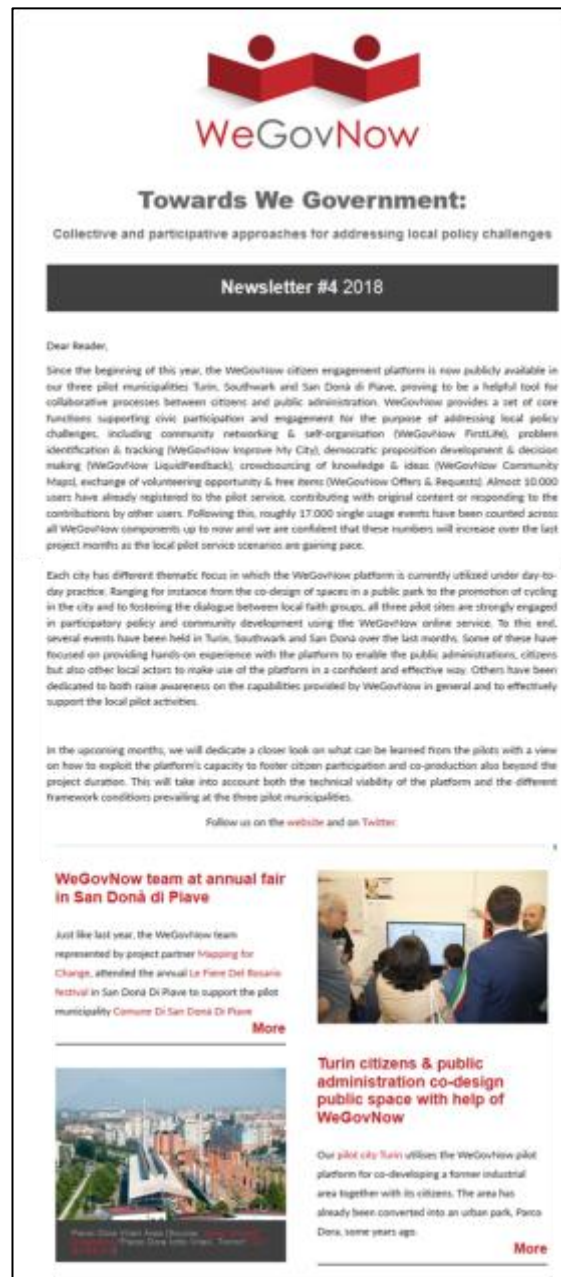 WeGovNow
Towards We Government:
Collective and participative approaches for addressing local policy challenges
Newsletter #4 2018
Dear Reader,
Since the beginning of this year, the WeGovNow citizen engagement platform is now publicly available in
our three pilot municipalities Turin, Southwark and San Donà di Piave, proving to be a helpful tool for
collaborative processes between citizens and public administration. WeGovNow provides a set of core
functions supporting civic participation and engagement for the purpose of addressing local policy
challenges, including community networking & self-organisation (WeGovNow FirstLife), problem
identification & tracking (WeGovNow Improve My City), democratic proposition development & decision
making (WeGovNow LiquidFeedback), crowdsourcing of knowledge & ideas (WeGovNow Community
Maps), exchange of volunteering opportunity & free items (WeGovNow Offers & Requests). Almost 10.000
users have already registered to the pilot service, contributing with original content or responding to the
contributions by other users. Following this, roughly 17.000 single usage events have been counted across
all WeGovNow components up to now and we are confident that these numbers will increase over the last
project months as the local pilot service scenarios are gaining pace.
Each city has different thematic focus in which the WeGovNow platform is currently utilized under day-to-
day practice. Ranging for instance from the co-design of spaces in a public park to the promotion of cycling
in the city and to fostering the dialogue between local faith groups, all three pilot sites are strongly engaged
in participatory policy and community development using the WeGovNow online service. To this end,
several events have been held in Turin, Southwark and San Donà over the last months. Some of these have
focused on providing hands-on experience with the platform to enable the public administrations, citizens
but also other local actors to make use of the platform in a confident and effective way. Others have been
dedicated to both raise awareness on the capabilities provided by WeGovNow in general and to effectively
support the local pilot activities.
In the upcoming months, we will dedicate a closer look on what can be learned from the pilots with a view
on how to exploit the platform's capacity to foster citizen participation and co-production also beyond the
project duration. This will take into account both the technical viability of the platform and the different
framework conditions prevailing at the three pilot municipalities.
Follow us on the website and on Twitter.
WeGovNow team at annual fair
in San Donà di Piave
Just like last year, the WeGovNow team
represented by project partner Mapping for
Change, attended the annual Le Fiere Del Rosario
festival in San Donà Di Piave to support the pilot
municipality Comune Di San Donà Di Piave
More
Turin citizens & public
administration co-design
public space with help of
WeGovNow
Our pilot city Turin utilises the WeGovNow pilot
platform for co-developing a former industrial
area together with its citizens. The area has
already been converted into an urban park, Parco
Dora, some years ago.
More